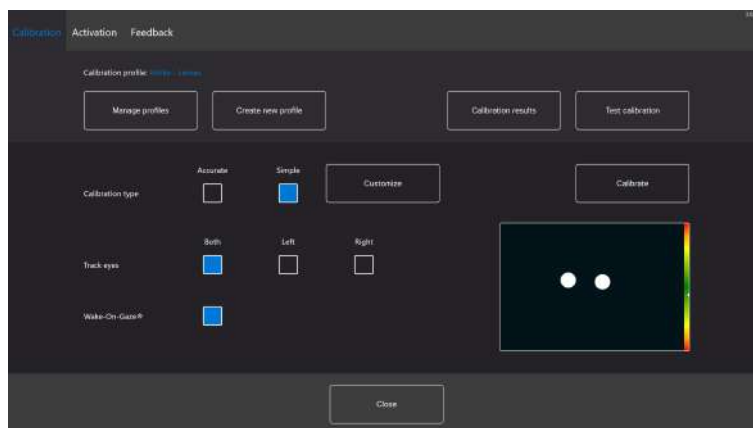 Calibration Activation Feedback
Calibration profile:
Manage profiles Create new profile Calibration results Test calibration
Accurate Simple
Calibration type Customize Calibrate
Both Left Right
Track eyes
Wake-On-Gaze®
Close